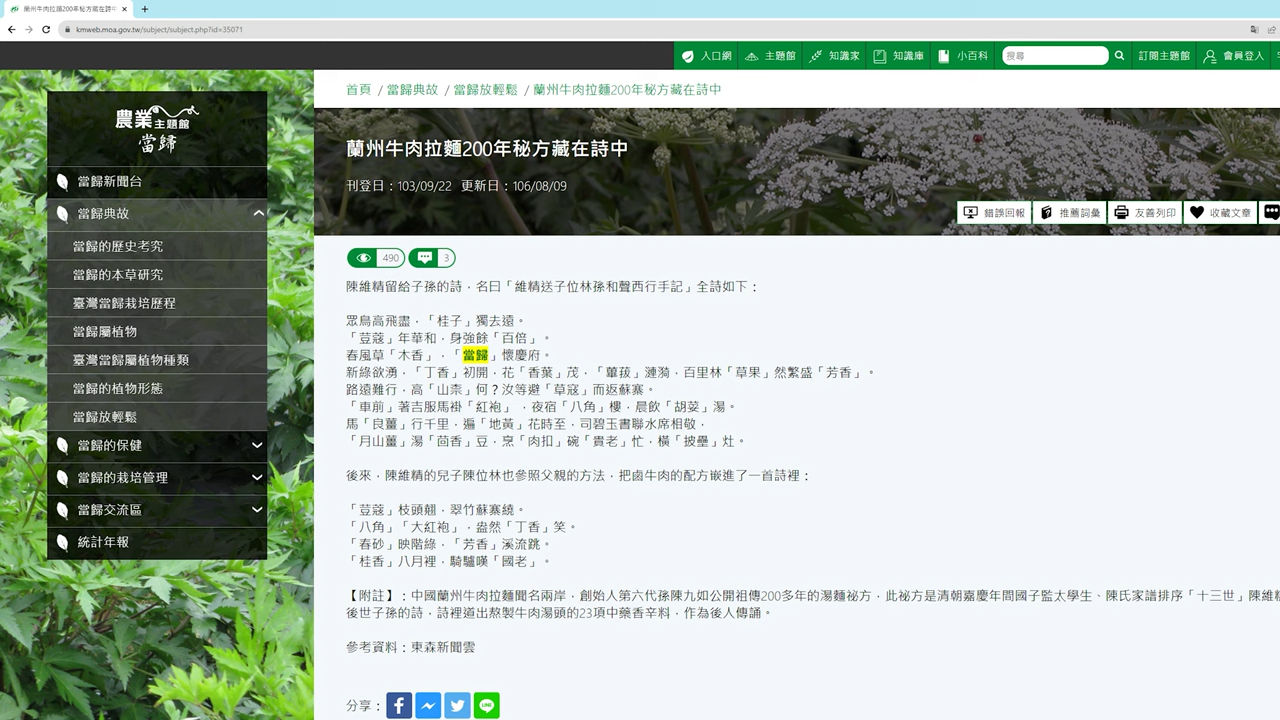 蘭州牛肉拉麵200年秘方藏在詩中
kmweb.moa.gov.tw/subject/subject.php?id=35071
入口網 主題館 知識家 知識庫 小百科 搜尋 訂閱主題館 會員登入
農業主題館
當歸
當歸新聞台
當歸典故
當歸的歷史考究
當歸的本草研究
臺灣當歸栽培歷程
當歸屬植物
臺灣當歸屬植物種類
當歸的植物形態
當歸放輕鬆
當歸的保健
當歸的栽培管理
當歸交流區
統計年報
首頁 / 當歸典故 / 當歸放輕鬆 / 蘭州牛肉拉麵200年秘方藏在詩中
蘭州牛肉拉麵200年秘方藏在詩中
刊登日：103/09/22 更新日：106/08/09
錯誤回報 推薦詞彙 友善列印 收藏文章
490 3
陳維精留給子孫的詩，名曰「維精送子位林孫和聲西行手記」全詩如下：
眾鳥高飛盡，「桂子」獨去遠。
「荳蔻」年華和，身強餘「百倍」。
春風草「木香」，「當歸」懷慶府。
新綠欲湧，「丁香」初開，花「香葉」茂，「蓽菝」漣漪，百里林「草果」然繁盛「芳香」。
路遠難行，高「山柰」何？汝等避「草寇」而返蘇寨。
「車前」著吉服馬褂「紅袍」，夜宿「八角」樓，晨飲「胡荽」湯。
馬「良薑」行千里，遍「地黃」花時至，司碧玉書聯水席相敬，
「月山薑」湯「茴香」豆，烹「肉扣」碗「貴老」忙，橫「披壘」灶。
後來，陳維精的兒子陳位林也參照父親的方法，把鹵牛肉的配方嵌進了一首詩裡：
「荳蔻」枝頭翹，翠竹蘇寨繞。
「八角」「大紅袍」，盎然「丁香」笑。
「春砂」映階綠，「芳香」溪流跳。
「桂香」八月裡，騎驢嘆「國老」。
【附註】：中國蘭州牛肉拉麵聞名兩岸，創始人第六代孫陳九如公開祖傳200多年的湯麵祕方，此祕方是清朝嘉慶年間國子監太學生、陳氏家譜排序「十三世」陳維精
後世子孫的詩，詩裡道出熬製牛肉湯頭的23項中藥香辛料，作為後人傳誦。
參考資料：東森新聞雲
分享：